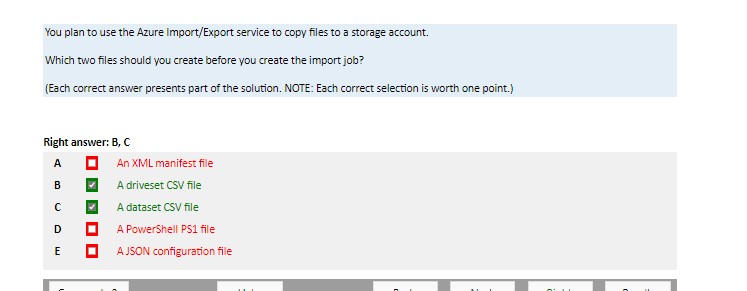 You plan to use the Azure Import/Export service to copy files to a storage account.
Which two files should you create before you create the import job?
(Each correct answer presents part of the solution. NOTE: Each correct selection is worth one point.)
Right answer: B, C
A An XML manifest file
B A driveset CSV file
C A dataset CSV file
D A PowerShell PS1 file
E A JSON configuration file